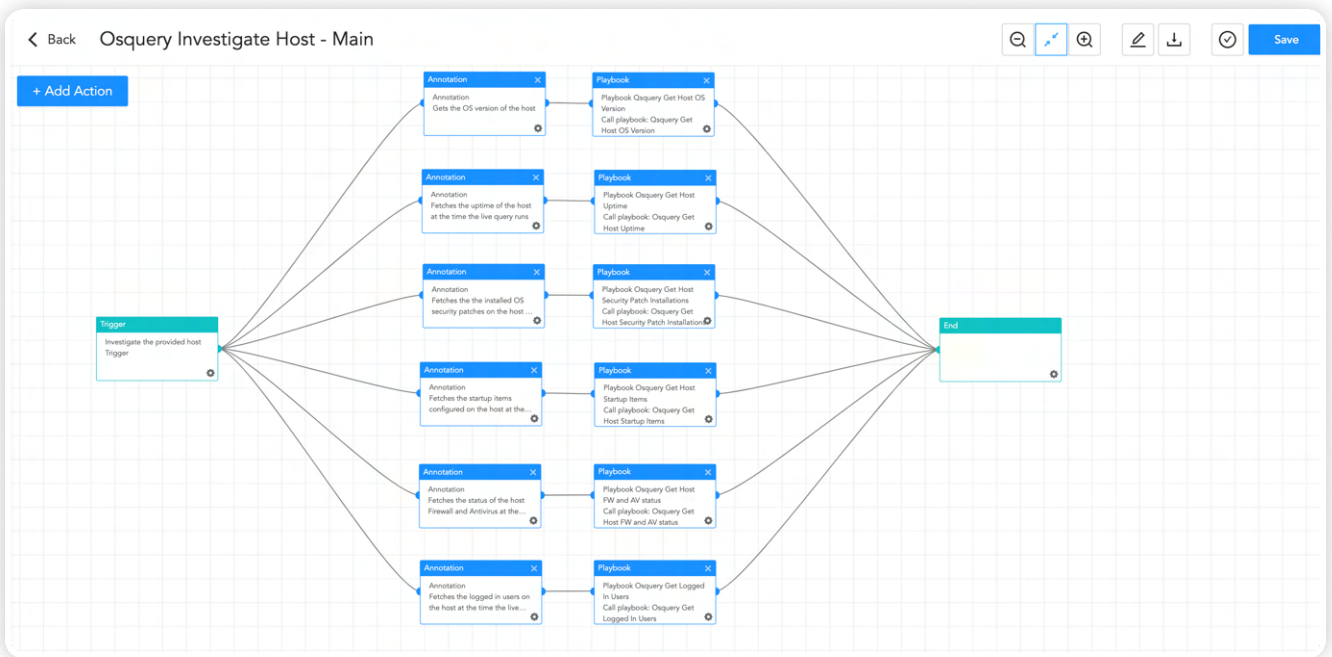 Back
Osquery Investigate Host - Main
Save
+ Add Action
Annotation
Annotation
Gets the OS version of the host
Playbook
Playbook Qsquery Get Host OS
Version
Call playbook: Qsquery Get
Host OS Version
Annotation
Annotation
Fetches the uptime of the host
at the time the live query runs
Playbook
Playbook Osquery Get Host
Uptime
Call playbook: Osquery Get
Host Uptime
Annotation
Annotation
Fetches the the installed OS
security patches on the host ...
Playbook
Playbook Osquery Get Host
Security Patch Installations
Call playbook: Osquery Get
Host Security Patch Installations
Trigger
Investigate the provided host
Trigger
End
Annotation
Annotation
Fetches the startup items
configured on the host at the...
Playbook
Playbook Osquery Get Host
Startup Items
Call playbook: Osquery Get
Host Startup Items
Annotation
Annotation
Fetches the status of the host
Firewall and Antivirus at the...
Playbook
Playbook Osquery Get Host
FW and AV status
Call playbook: Osquery Get
Host FW and AV status
Annotation
Annotation
Fetches the logged in users on
the host at the time the live...
Playbook
Playbook Osquery Get Logged
In Users
Call playbook: Osquery Get
Logged In Users